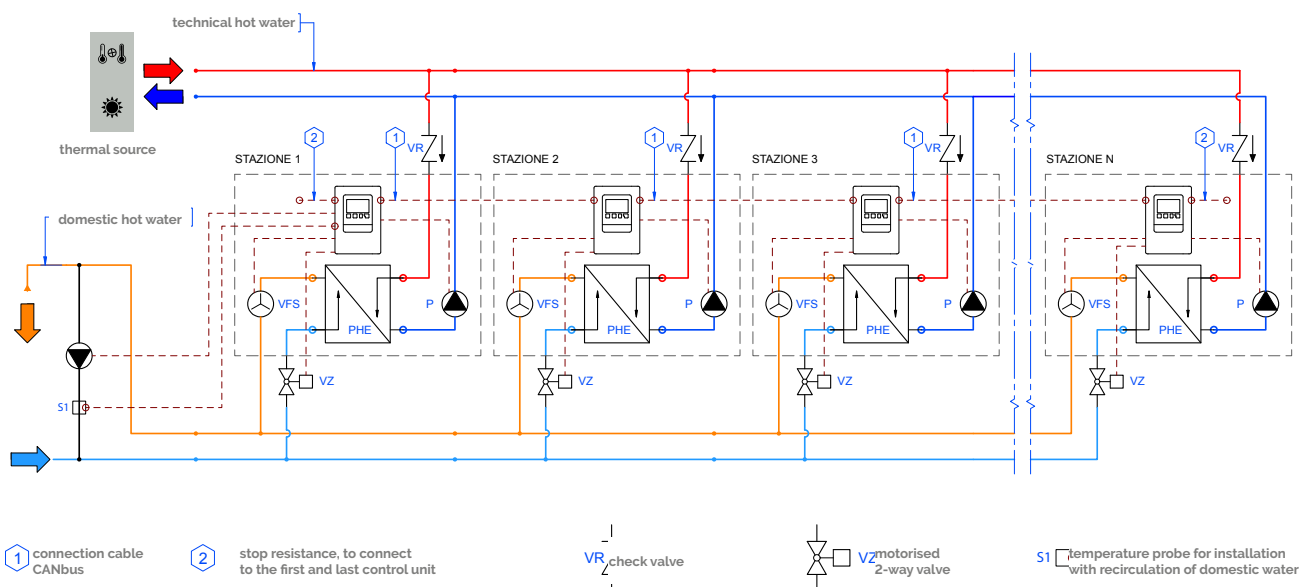 technical hot water
thermal source
2
1
VR
1
VR
1
VR
2
VR
STAZIONE 1
STAZIONE 2
STAZIONE 3
STAZIONE N
domestic hot water
VFS
P
VFS
P
VFS
P
VFS
P
PHE
PHE
PHE
PHE
VZ
VZ
VZ
VZ
S1
1 connection cable
CANbus
2 stop resistance, to connect
to the first and last control unit
VR check valve
VZ motorised
2-way valve
S1 temperature probe for installation
with recirculation of domestic water